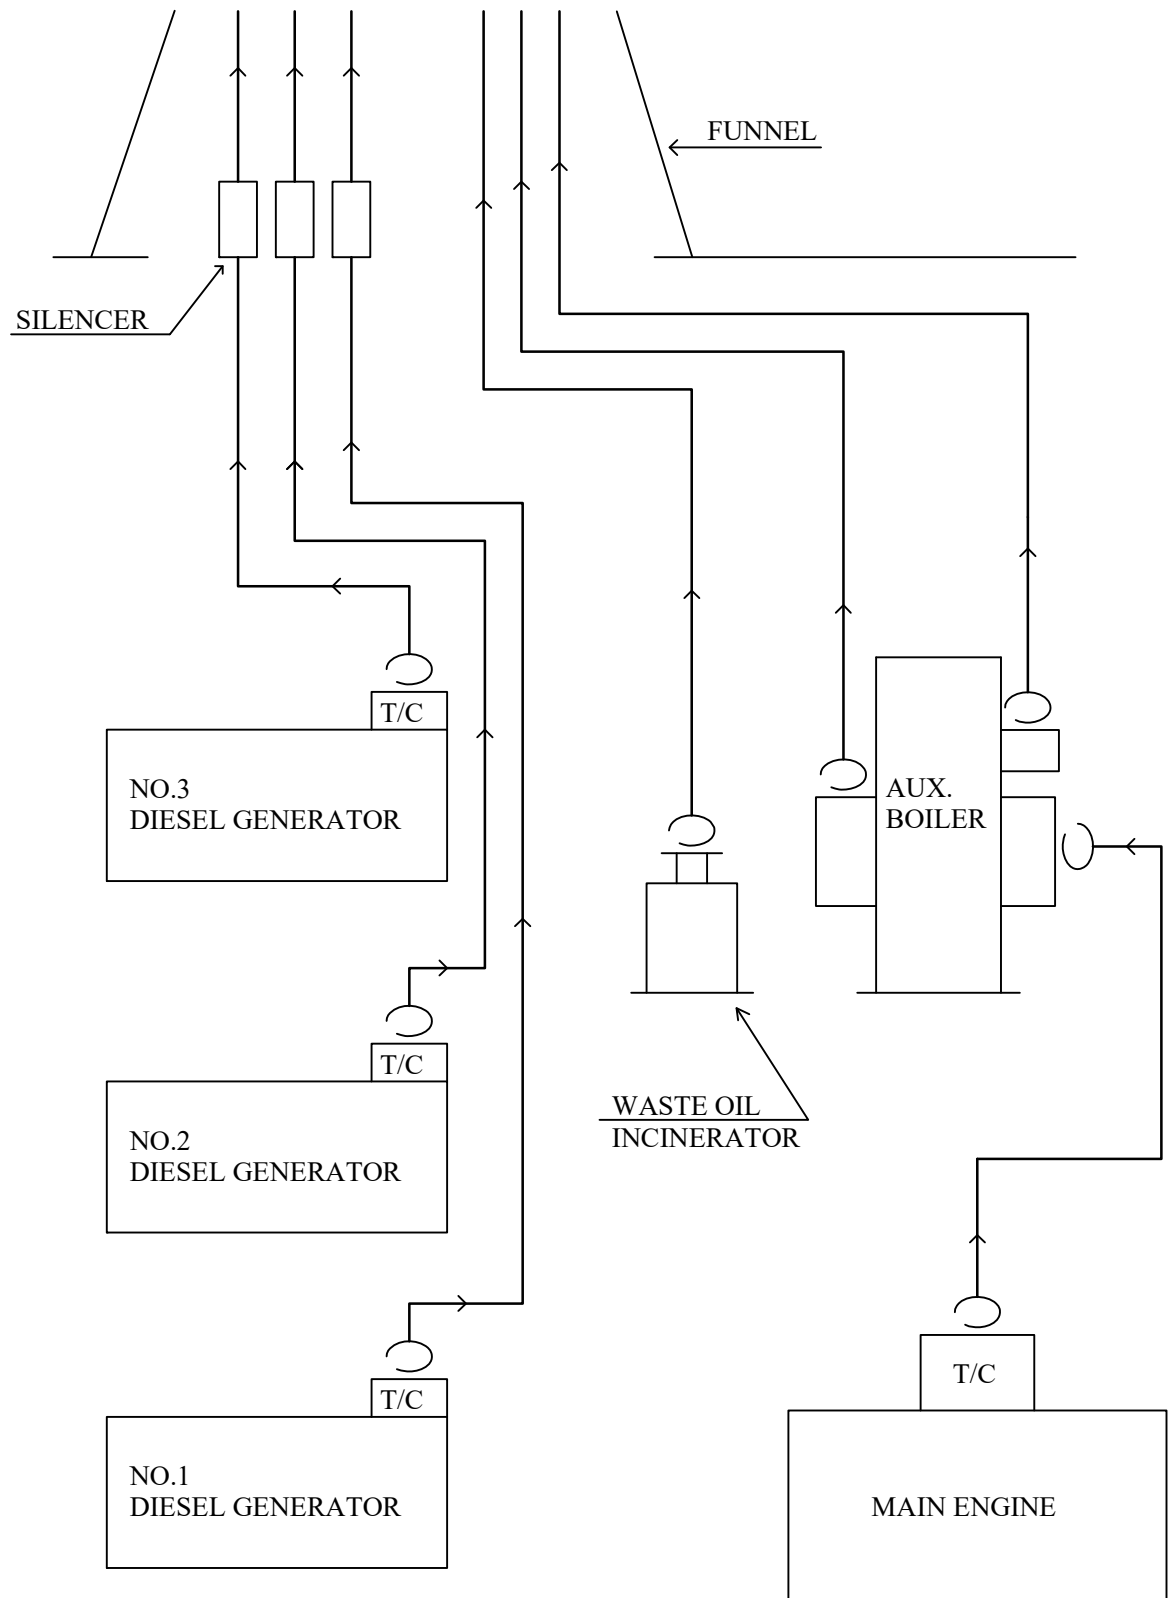 FUNNEL
SILENCER
T/C
NO.3
DIESEL GENERATOR
AUX.
BOILER
T/C
NO.2
DIESEL GENERATOR
WASTE OIL
INCINERATOR
T/C
T/C
NO.1
DIESEL GENERATOR
MAIN ENGINE